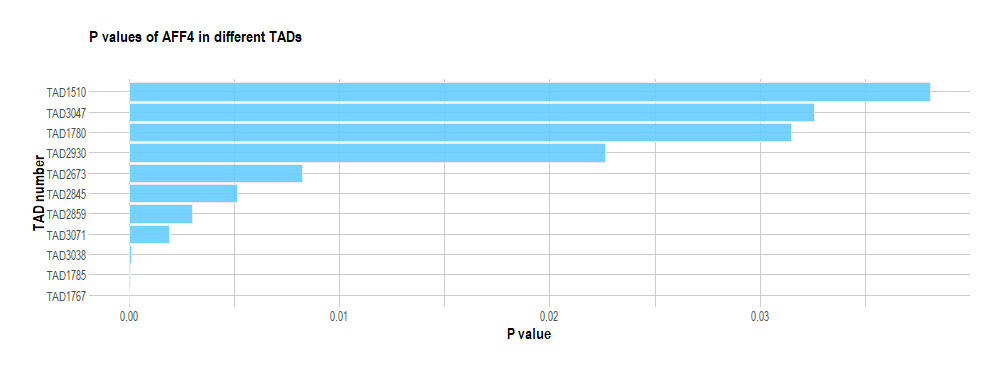 P values of AFF4 in different TADs
TAD number
TAD1510
TAD3047
TAD1780
TAD2930
TAD2673
TAD2845
TAD2859
TAD3071
TAD3038
TAD1785
TAD1767
0.00 0.01 0.02 0.03
P value